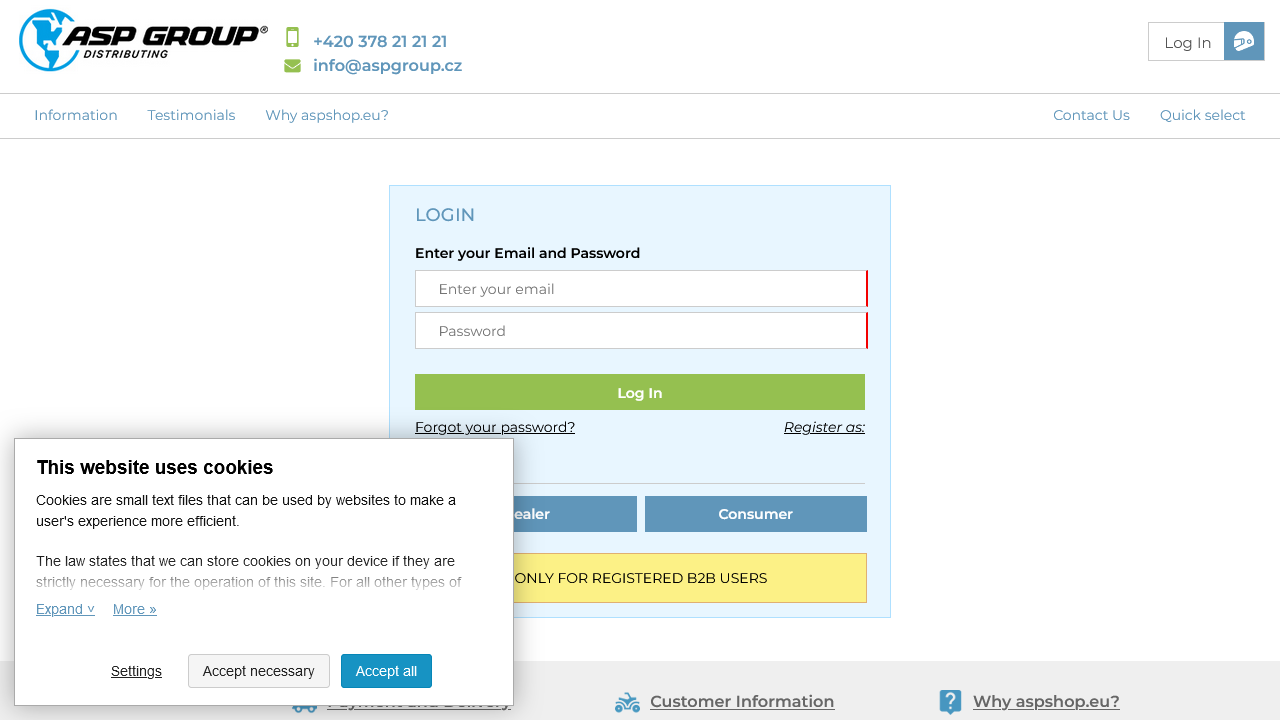 ASP GROUP®
DISTRIBUTING
+420 378 21 21 21
info@aspgroup.cz
Log In
Information
Testimonials
Why aspshop.eu?
Contact Us
Quick select
LOGIN
Enter your Email and Password
Enter your email
Password
Log In
Forgot your password?
Register as:
ealer
Consumer
ONLY FOR REGISTERED B2B USERS
This website uses cookies
Cookies are small text files that can be used by websites to make a
user's experience more efficient.
The law states that we can store cookies on your device if they are
strictly necessary for the operation of this site. For all other types of
Expand ˅
More »
Settings
Accept necessary
Accept all
Payment and Delivery
Customer Information
Why aspshop.eu?